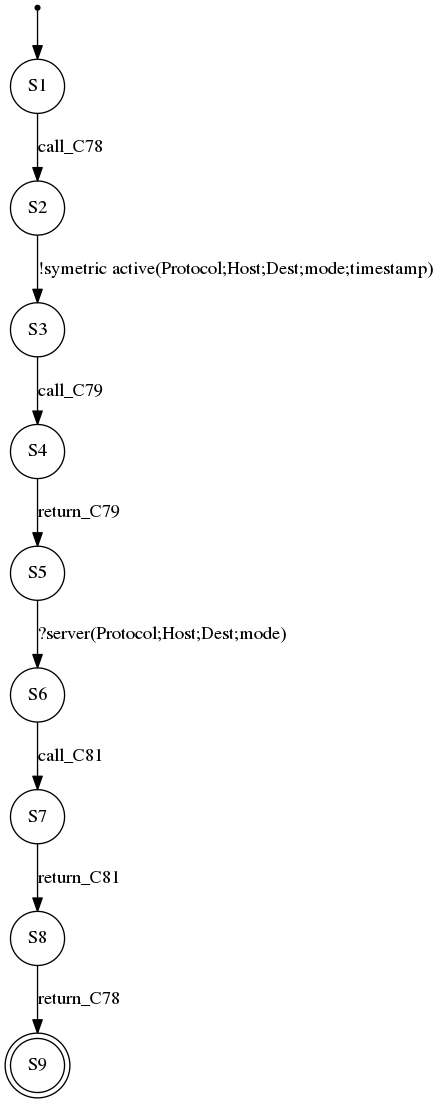 S1
call_C78
S2
!symetric active(Protocol;Host;Dest;mode;timestamp)
S3
call_C79
S4
return_C79
S5
?server(Protocol;Host;Dest;mode)
S6
call_C81
S7
return_C81
S8
return_C78
S9